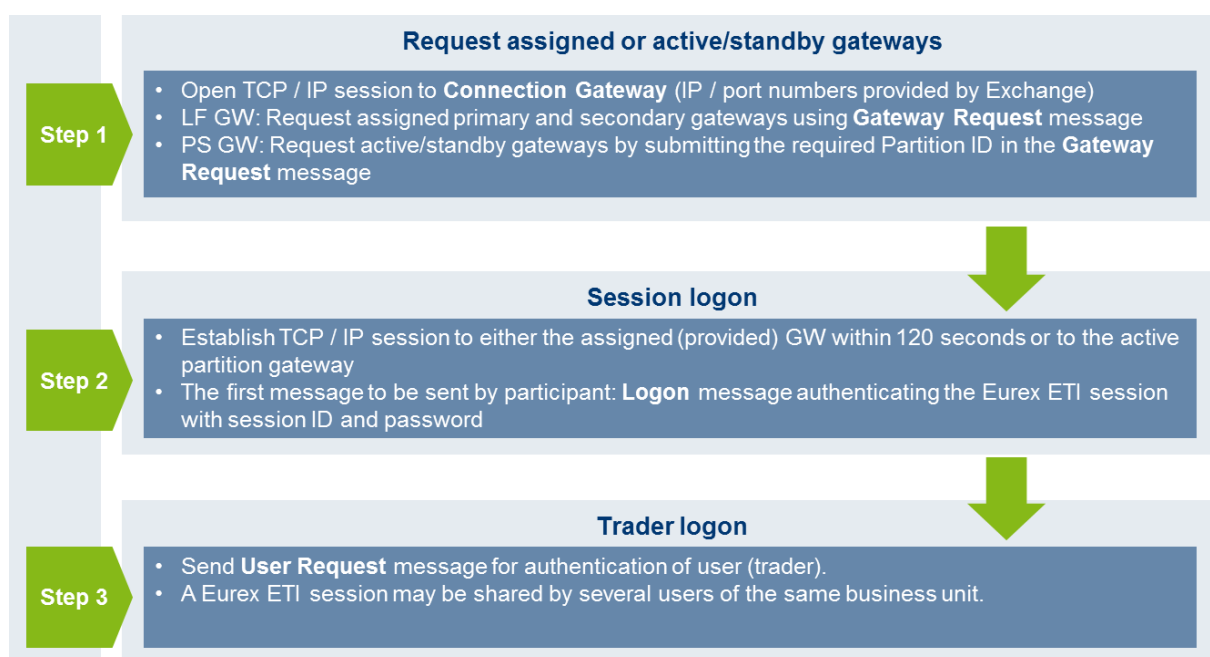 Request assigned or active/standby gateways
Step 1
• Open TCP / IP session to Connection Gateway (IP / port numbers provided by Exchange)
• LF GW: Request assigned primary and secondary gateways using Gateway Request message
• PS GW: Request active/standby gateways by submitting the required Partition ID in the Gateway
Request message
Session logon
Step 2
• Establish TCP / IP session to either the assigned (provided) GW within 120 seconds or to the active
partition gateway
• The first message to be sent by participant: Logon message authenticating the Eurex ETI session
with session ID and password
Trader logon
Step 3
• Send User Request message for authentication of user (trader).
• A Eurex ETI session may be shared by several users of the same business unit.